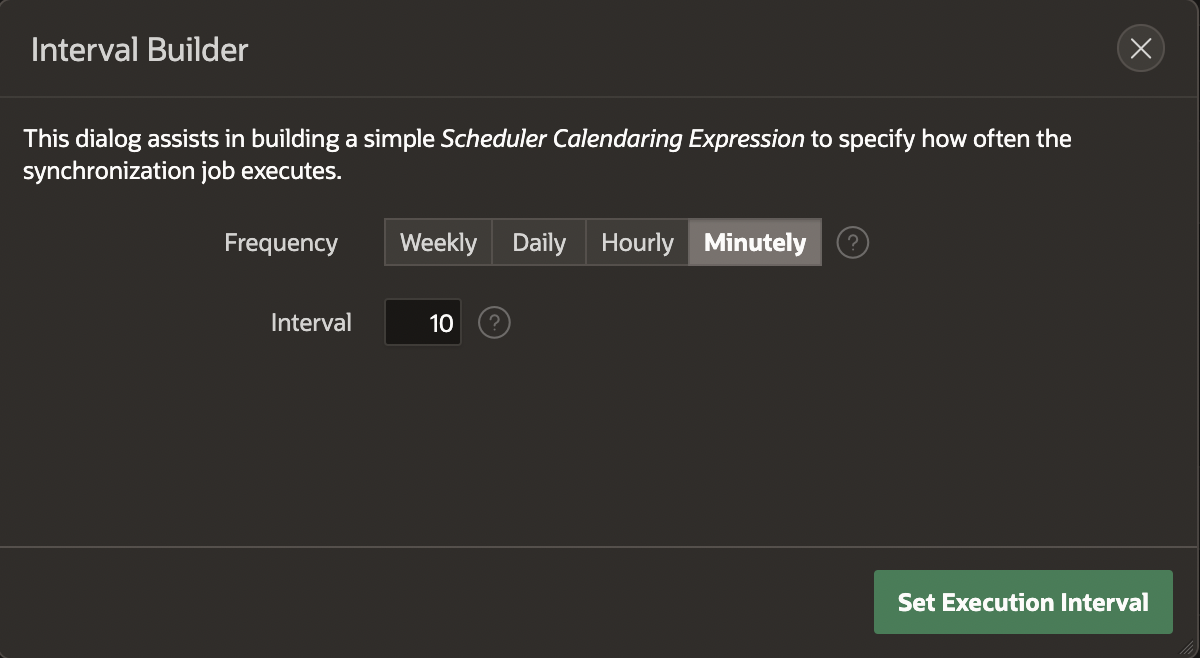 Interval Builder
This dialog assists in building a simple Scheduler Calendaring Expression to specify how often the
synchronization job executes.
Frequency Weekly Daily Hourly Minutely ?
Interval 10 ?
Set Execution Interval